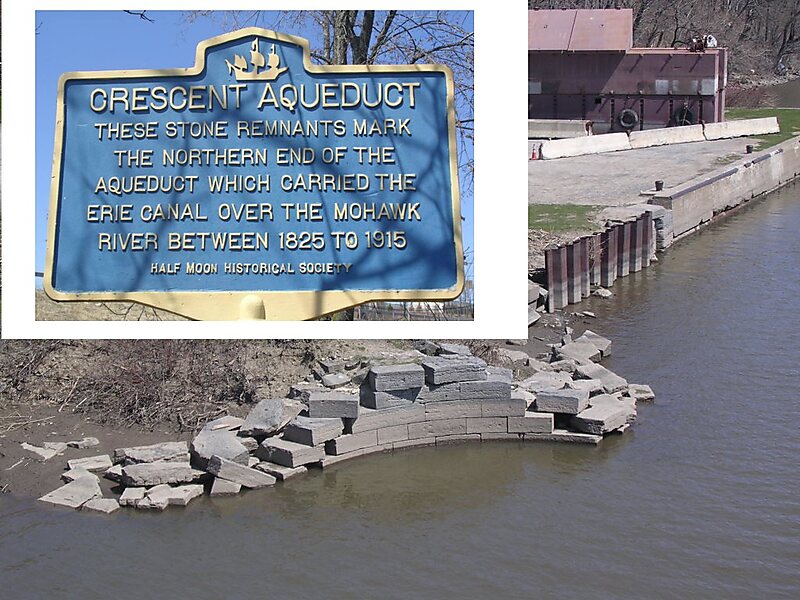 CRESCENT AQUEDUCT
THESE STONE REMNANTS MARK
THE NORTHERN END OF THE
AQUEDUCT WHICH CARRIED THE
ERIE CANAL OVER THE MOHAWK
RIVER BETWEEN 1825 TO 1915
HALF MOON HISTORICAL SOCIETY